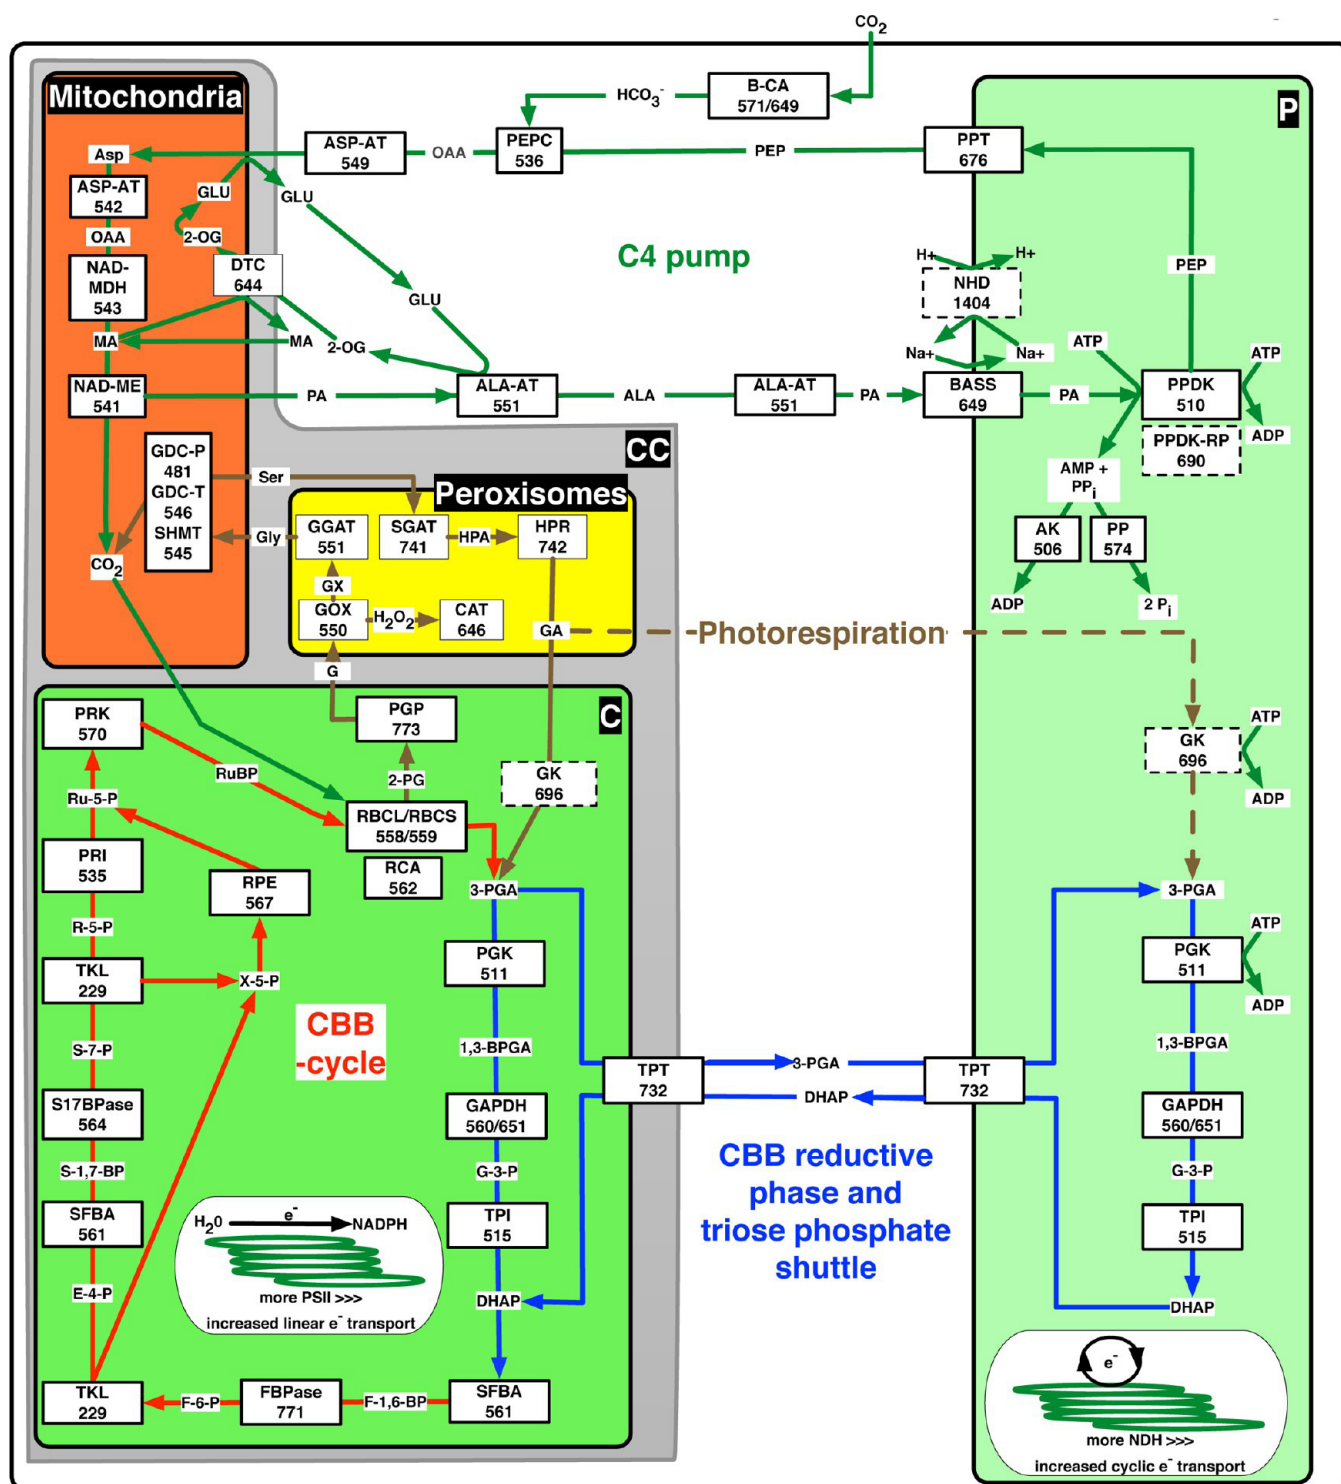 CO2
Mitochondria
B-CA
571/649
HCO3-
P
ASP-AT
549
OAA
PEPC
536
PEP
PPT
676
Asp
ASP-AT
542
GLU
GLU
OAA
2-OG
NAD-
MDH
543
DTC
644
C4 pump
H+
H+
NHD
1404
PEP
GLU
MA
MA
2-OG
Na+
Na+
ATP
ATP
NAD-ME
541
PA
ALA-AT
551
ALA
ALA-AT
551
PA
BASS
649
PA
PPDK
510
ADP
PPDK-RP
690
CC
GDC-P
481
GDC-T
546
SHMT
545
Ser
Peroxisomes
AMP +
PPi
Gly
GGAT
551
SGAT
741
HPA
HPR
742
AK
506
PP
574
CO2
GX
GOX
550
H2O2
CAT
646
GA
ADP
2 Pi
Photorespiration
G
C
PRK
570
PGP
773
RuBP
2-PG
GK
696
ATP
GK
696
ADP
Ru-5-P
RBCL/RBCS
558/559
PRI
535
RCA
562
RPE
567
3-PGA
3-PGA
R-5-P
ATP
PGK
511
PGK
511
TKL
229
X-5-P
ADP
CBB
-cycle
S-7-P
1,3-BPGA
1,3-BPGA
TPT
732
3-PGA
DHAP
TPT
732
S17BPase
564
GAPDH
560/651
GAPDH
560/651
S-1,7-BP
G-3-P
G-3-P
CBB reductive
phase and
triose phosphate
shuttle
SFBA
561
H20
e-
NADPH
TPI
515
TPI
515
E-4-P
more PSII >>>
increased linear e- transport
DHAP
DHAP
TKL
229
F-6-P
FBPase
771
F-1,6-BP
SFBA
561
e-
more NDH >>>
increased cyclic e- transport